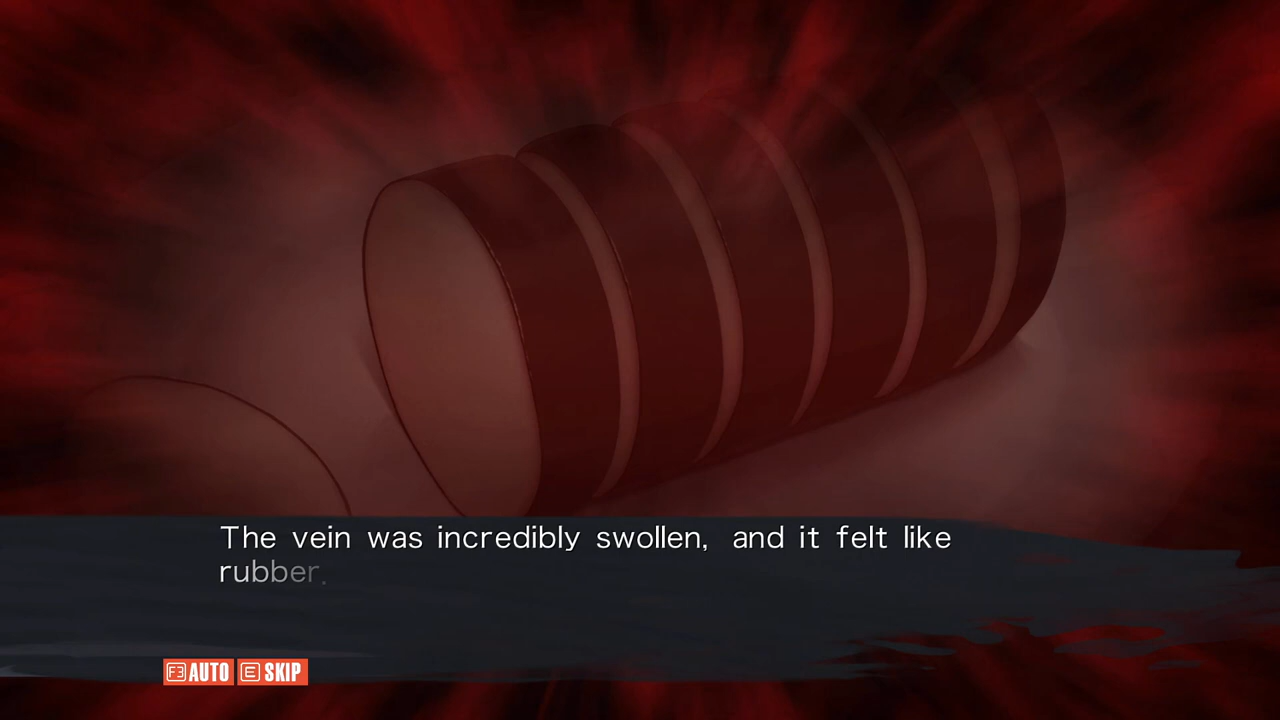 The vein was incredibly swollen, and it felt like
rubber.
F3 AUTO E SKIP